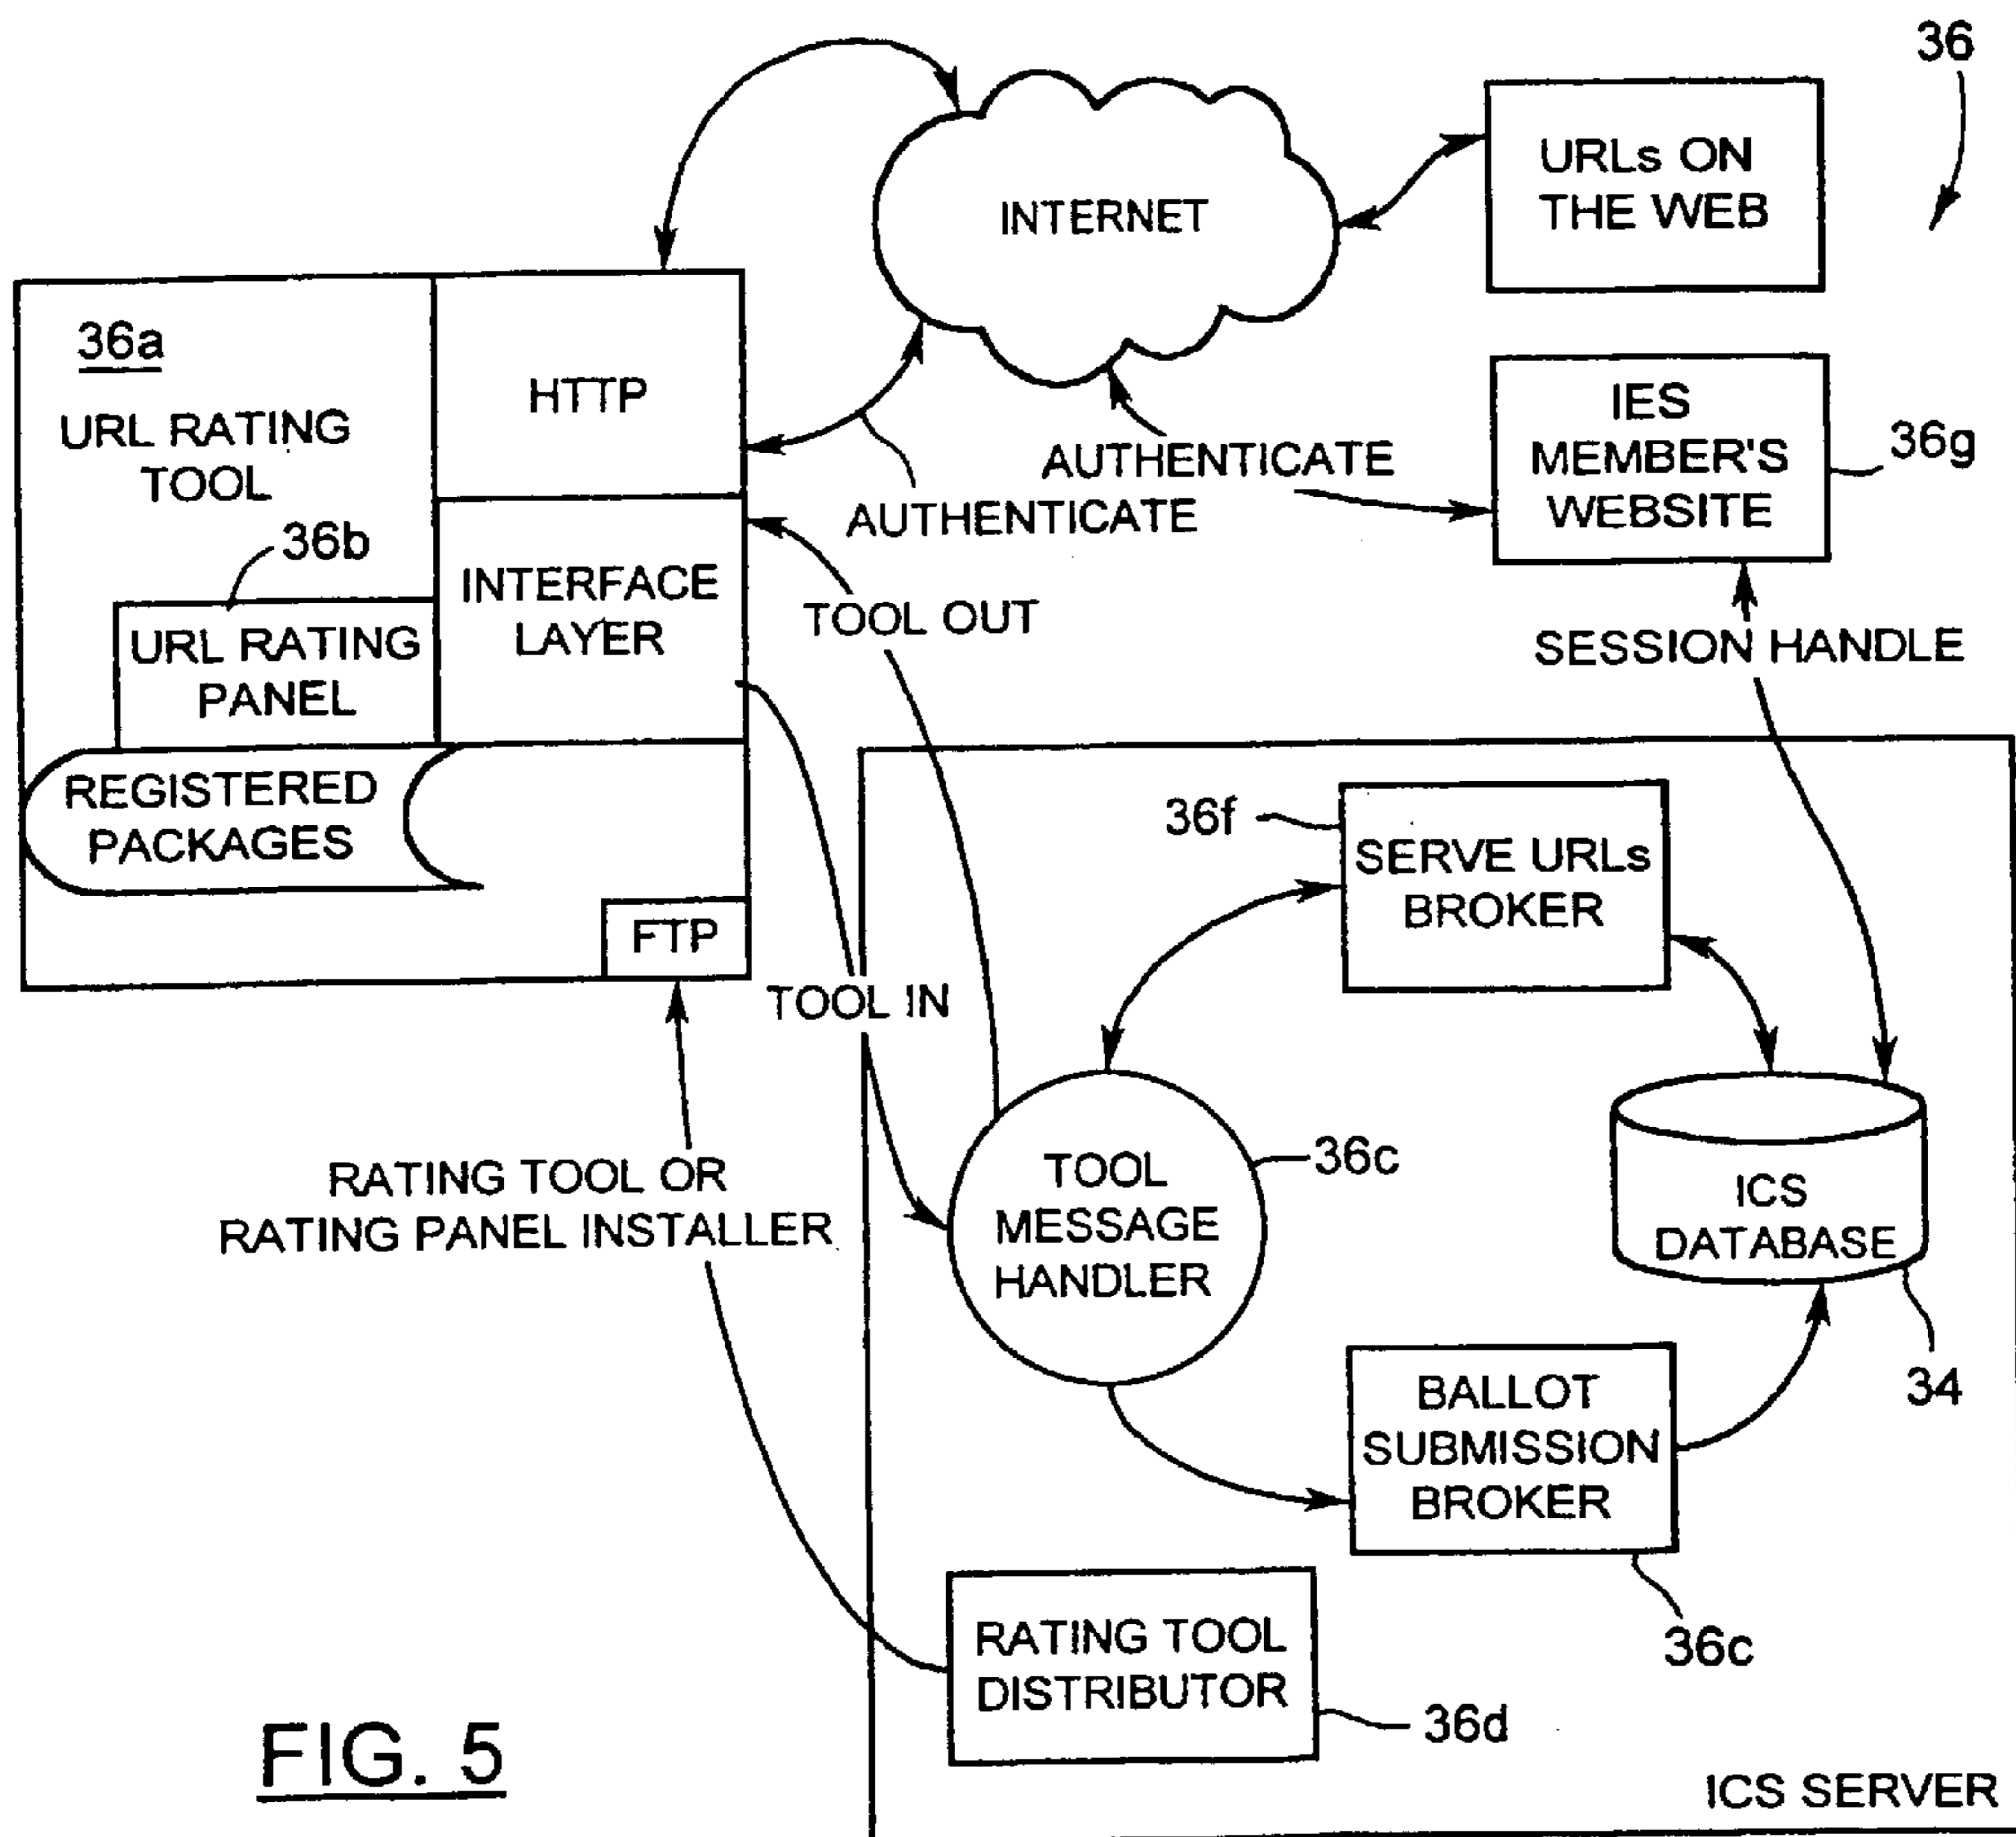 36
URLs ON
THE WEB
INTERNET
36a
URL RATING
TOOL
HTTP
IES
MEMBER'S
WEBSITE
36g
AUTHENTICATE
AUTHENTICATE
36b
INTERFACE
LAYER
URL RATING
PANEL
TOOL OUT
SESSION HANDLE
REGISTERED
PACKAGES
FTP
36f
SERVE URLs
BROKER
TOOL IN
RATING TOOL OR
RATING PANEL INSTALLER
TOOL
MESSAGE
HANDLER
36c
ICS
DATABASE
34
BALLOT
SUBMISSION
BROKER
36c
RATING TOOL
DISTRIBUTOR
36d
ICS SERVER
FIG. 5